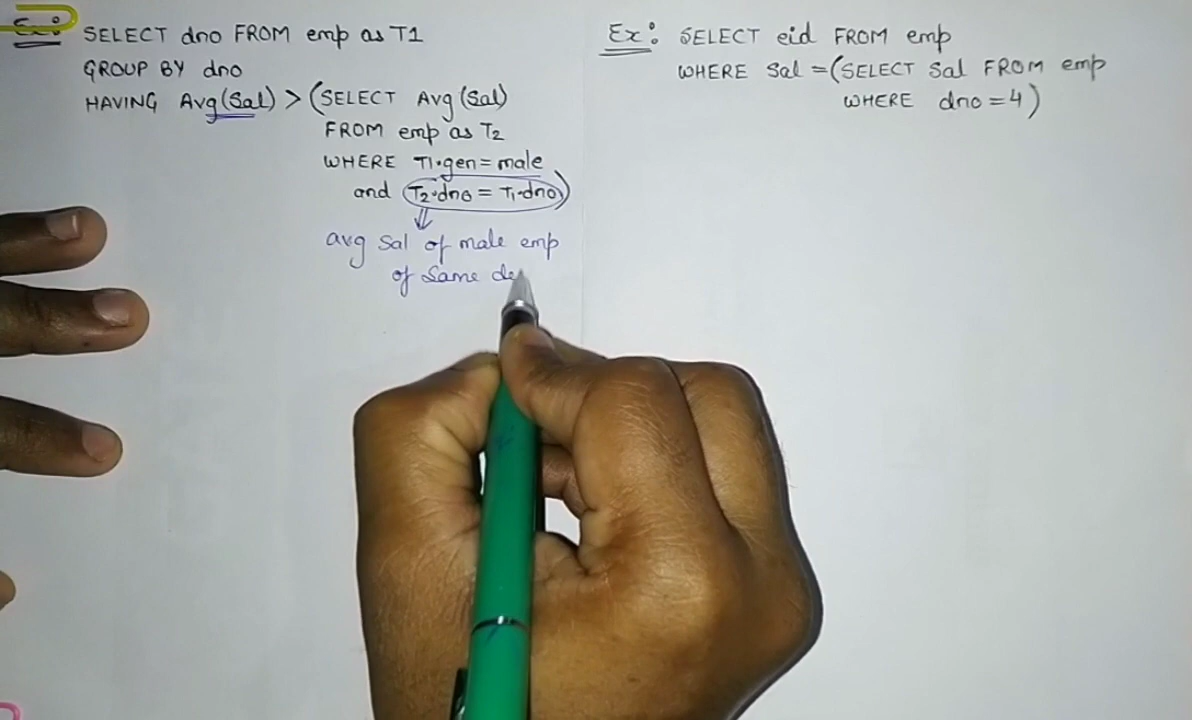 Ex: SELECT dno FROM emp as T1
GROUP BY dno
HAVING Avg(Sal) > (SELECT Avg(Sal)
FROM emp as T2
WHERE T1.gen = male
and T2.dno = T1.dno)
avg Sal of male emp
of Same de
Ex: SELECT eid FROM emp
WHERE Sal = (SELECT Sal FROM emp
WHERE dno = 4)